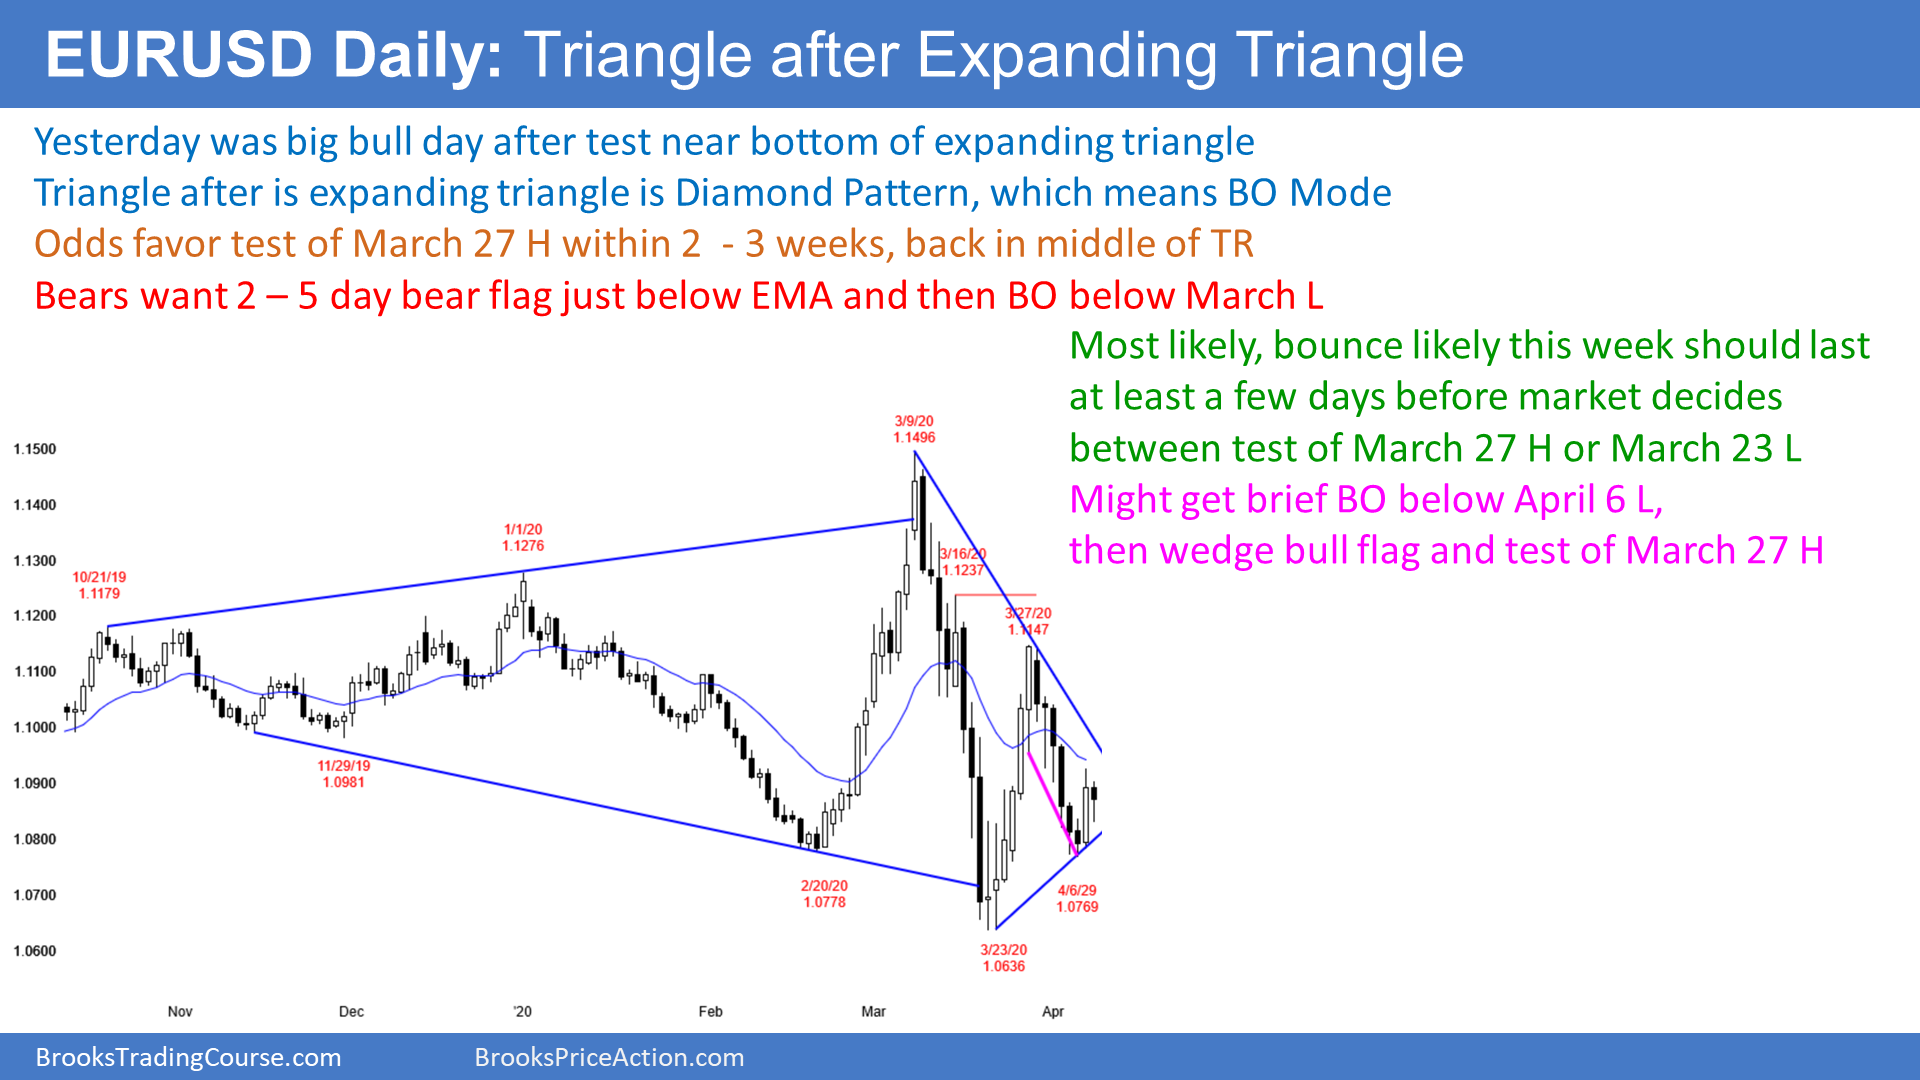 EURUSD Daily: Triangle after Expanding Triangle
Yesterday was big bull day after test near bottom of expanding triangle
Triangle after is expanding triangle is Diamond Pattern, which means BO Mode
Odds favor test of March 27 H within 2 - 3 weeks, back in middle of TR
Bears want 2 – 5 day bear flag just below EMA and then BO below March L
Most likely, bounce likely this week should last
at least a few days before market decides
between test of March 27 H or March 23 L
Might get brief BO below April 6 L,
then wedge bull flag and test of March 27 H
3/9/20
1.1496
1.1500
1.1400
1/1/20
1.1276
3/16/20
1.1237
1.1300
10/21/19
1.1179
1.1200
3/27/20
1.1147
1.1100
1.1000
11/29/19
1.0981
1.0900
1.0800
2/20/20
1.0778
4/6/29
1.0769
1.0700
3/23/20
1.0636
1.0600
Nov
Dec
'20
Feb
Mar
Apr
BrooksTradingCourse.com
BrooksPriceAction.com